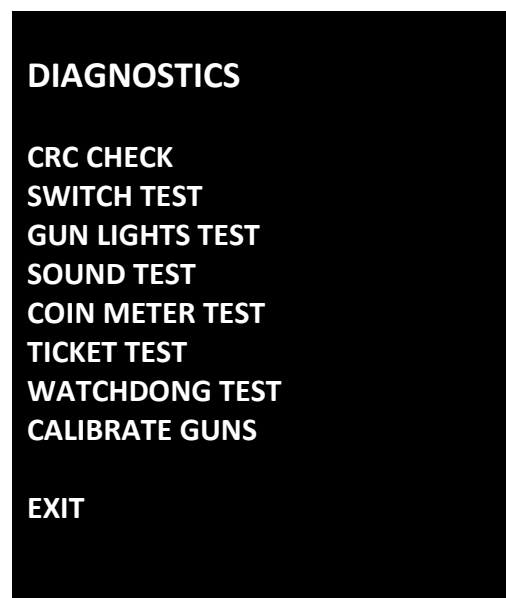 DIAGNOSTICS
CRC CHECK
SWITCH TEST
GUN LIGHTS TEST
SOUND TEST
COIN METER TEST
TICKET TEST
WATCHDONG TEST
CALIBRATE GUNS
EXIT